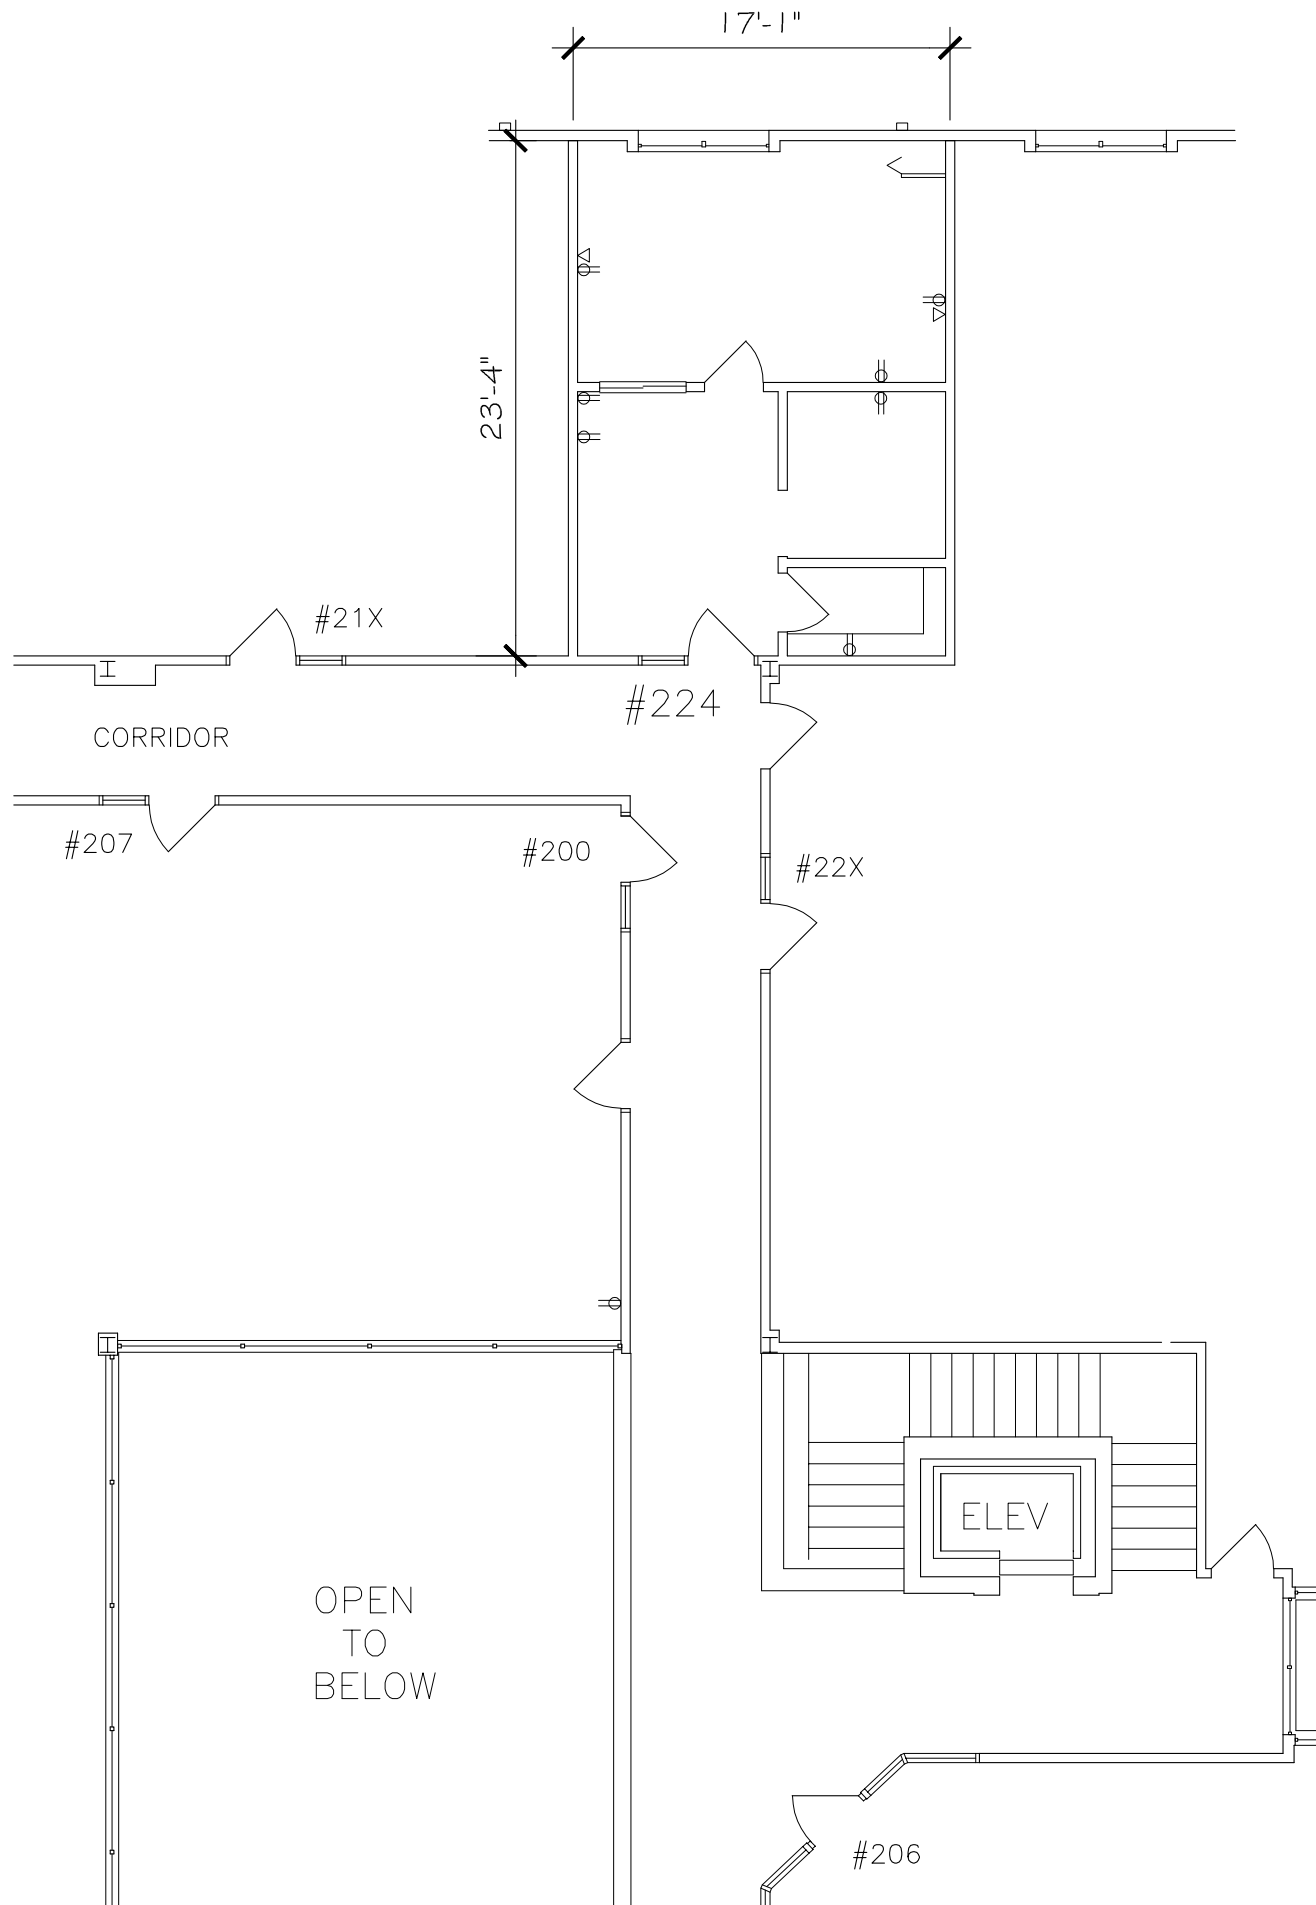 17'-1"
23'-4"
#21X
#224
CORRIDOR
#207
#200
#22X
ELEV
OPEN
TO
BELOW
#206